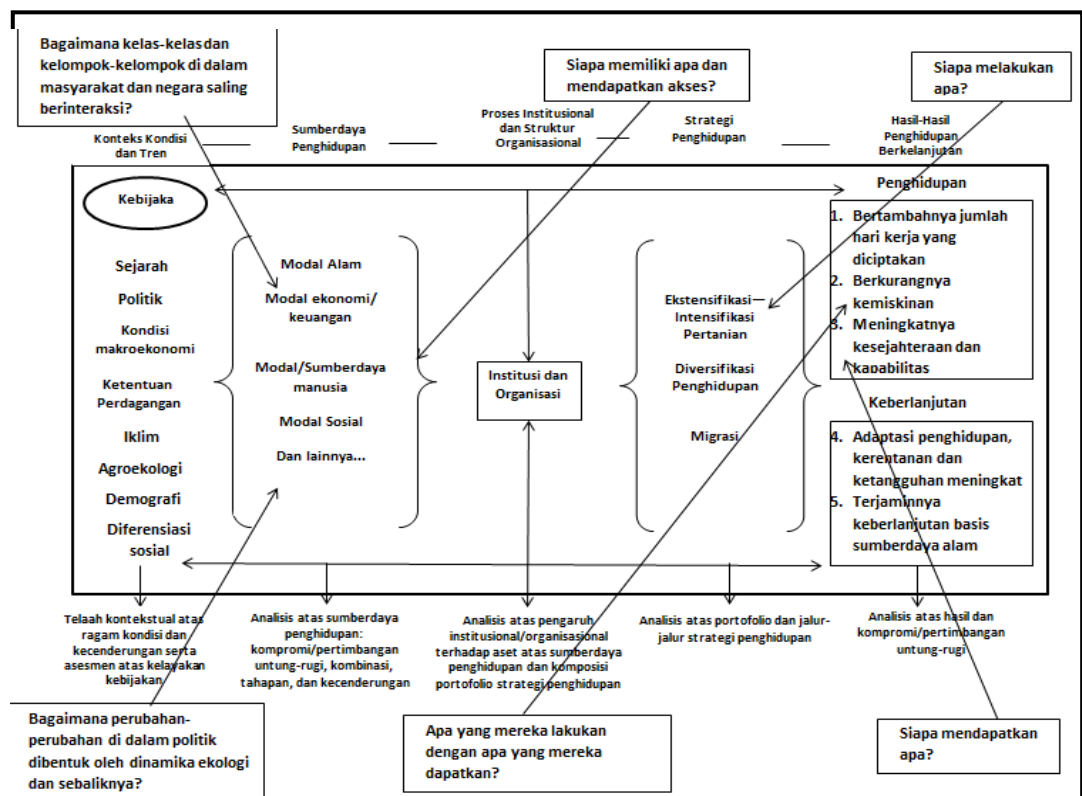 Bagaimana kelas-kelas dan
kelompok-kelompok di dalam
masyarakat dan negara saling
berinteraksi?
Siapa memiliki apa dan
mendapatkan akses?
Siapa melakukan
apa?
Konteks Kondisi
dan Tren
Sumberdaya
Penghidupan
Proses Institusional
dan Struktur
Organisasional
Strategi
Penghidupan
Hasil-Hasil
Penghidupan
Berkelanjutan
Kebijaka
Sejarah
Politik
Kondisi
makroekonomi
Ketentuan
Perdagangan
Iklim
Agroekologi
Demografi
Diferensiasi
sosial
Modal Alam
Modal ekonomi/
keuangan
Modal/Sumberdaya
manusia
Modal Sosial
Dan lainnya...
Institusi dan
Organisasi
Ekstensifikasi—
Intensifikasi
Pertanian
Diversifikasi
Penghidupan
Migrasi
Penghidupan
1. Bertambahnya jumlah
hari kerja yang
diciptakan
2. Berkurangnya
kemiskinan
3. Meningkatnya
kesejahteraan dan
kapabilitas
Keberlanjutan
4. Adaptasi penghidupan,
kerentanan dan
ketangguhan meningkat
5. Terjaminnya
keberlanjutan basis
sumberdaya alam
Telaah kontekstual atas
ragam kondisi dan
kecenderungan serta
asesmen atas kelayakan
kebijakan
Analisis atas sumberdaya
penghidupan:
kompromi/pertimbangan
untung-rugi, kombinasi,
tahapan, dan kecenderungan
Analisis atas pengaruh
institusional/organisasional
terhadap aset atas sumberdaya
penghidupan dan komposisi
portofolio strategi penghidupan
Analisis atas portofolio dan jalur-
jalur strategi penghidupan
Analisis atas hasil dan
kompromi/pertimbangan
untung-rugi
Bagaimana perubahan-
perubahan di dalam politik
dibentuk oleh dinamika ekologi
dan sebaliknya?
Apa yang mereka lakukan
dengan apa yang mereka
dapatkan?
Siapa mendapatkan
apa?